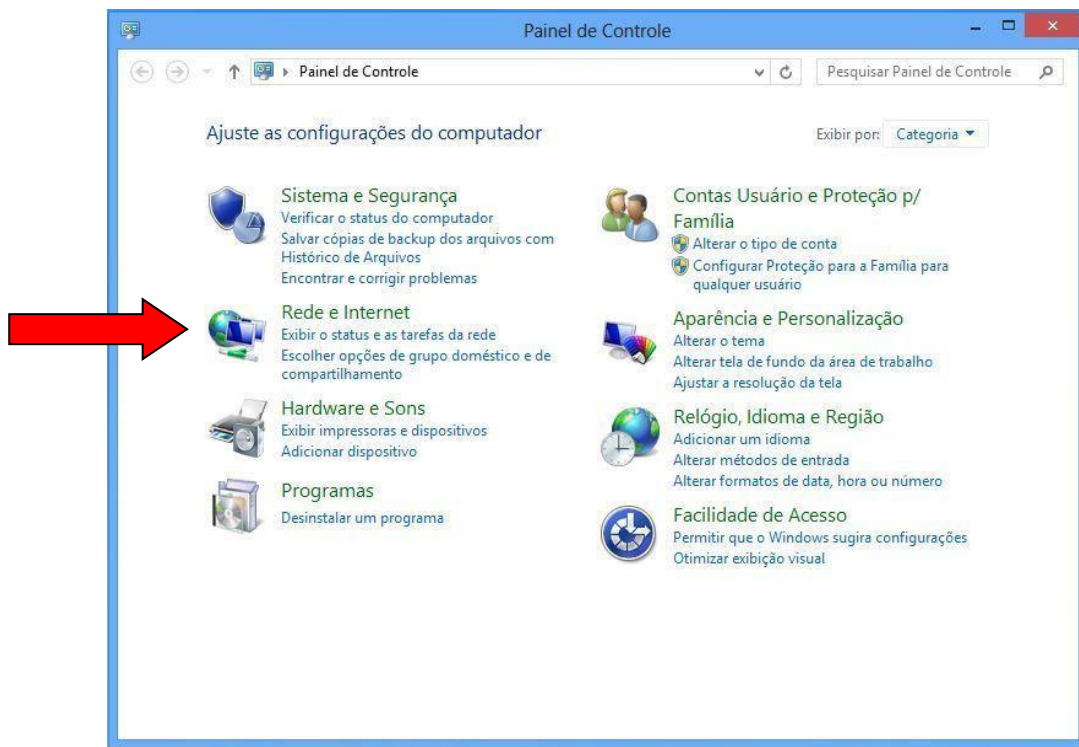 Painel de Controle
Painel de Controle
Pesquisar Painel de Controle
Ajuste as configurações do computador
Exibir por: Categoria
Sistema e Segurança
Verificar o status do computador
Salvar cópias de backup dos arquivos com
Histórico de Arquivos
Encontrar e corrigir problemas
Rede e Internet
Exibir o status e as tarefas da rede
Escolher opções de grupo doméstico e de
compartilhamento
Hardware e Sons
Exibir impressoras e dispositivos
Adicionar dispositivo
Programas
Desinstalar um programa
Contas Usuário e Proteção p/
Família
Alterar o tipo de conta
Configurar Proteção para a Família para
qualquer usuário
Aparência e Personalização
Alterar o tema
Alterar tela de fundo da área de trabalho
Ajustar a resolução da tela
Relógio, Idioma e Região
Adicionar um idioma
Alterar métodos de entrada
Alterar formatos de data, hora ou número
Facilidade de Acesso
Permitir que o Windows sugira configurações
Otimizar exibição visual